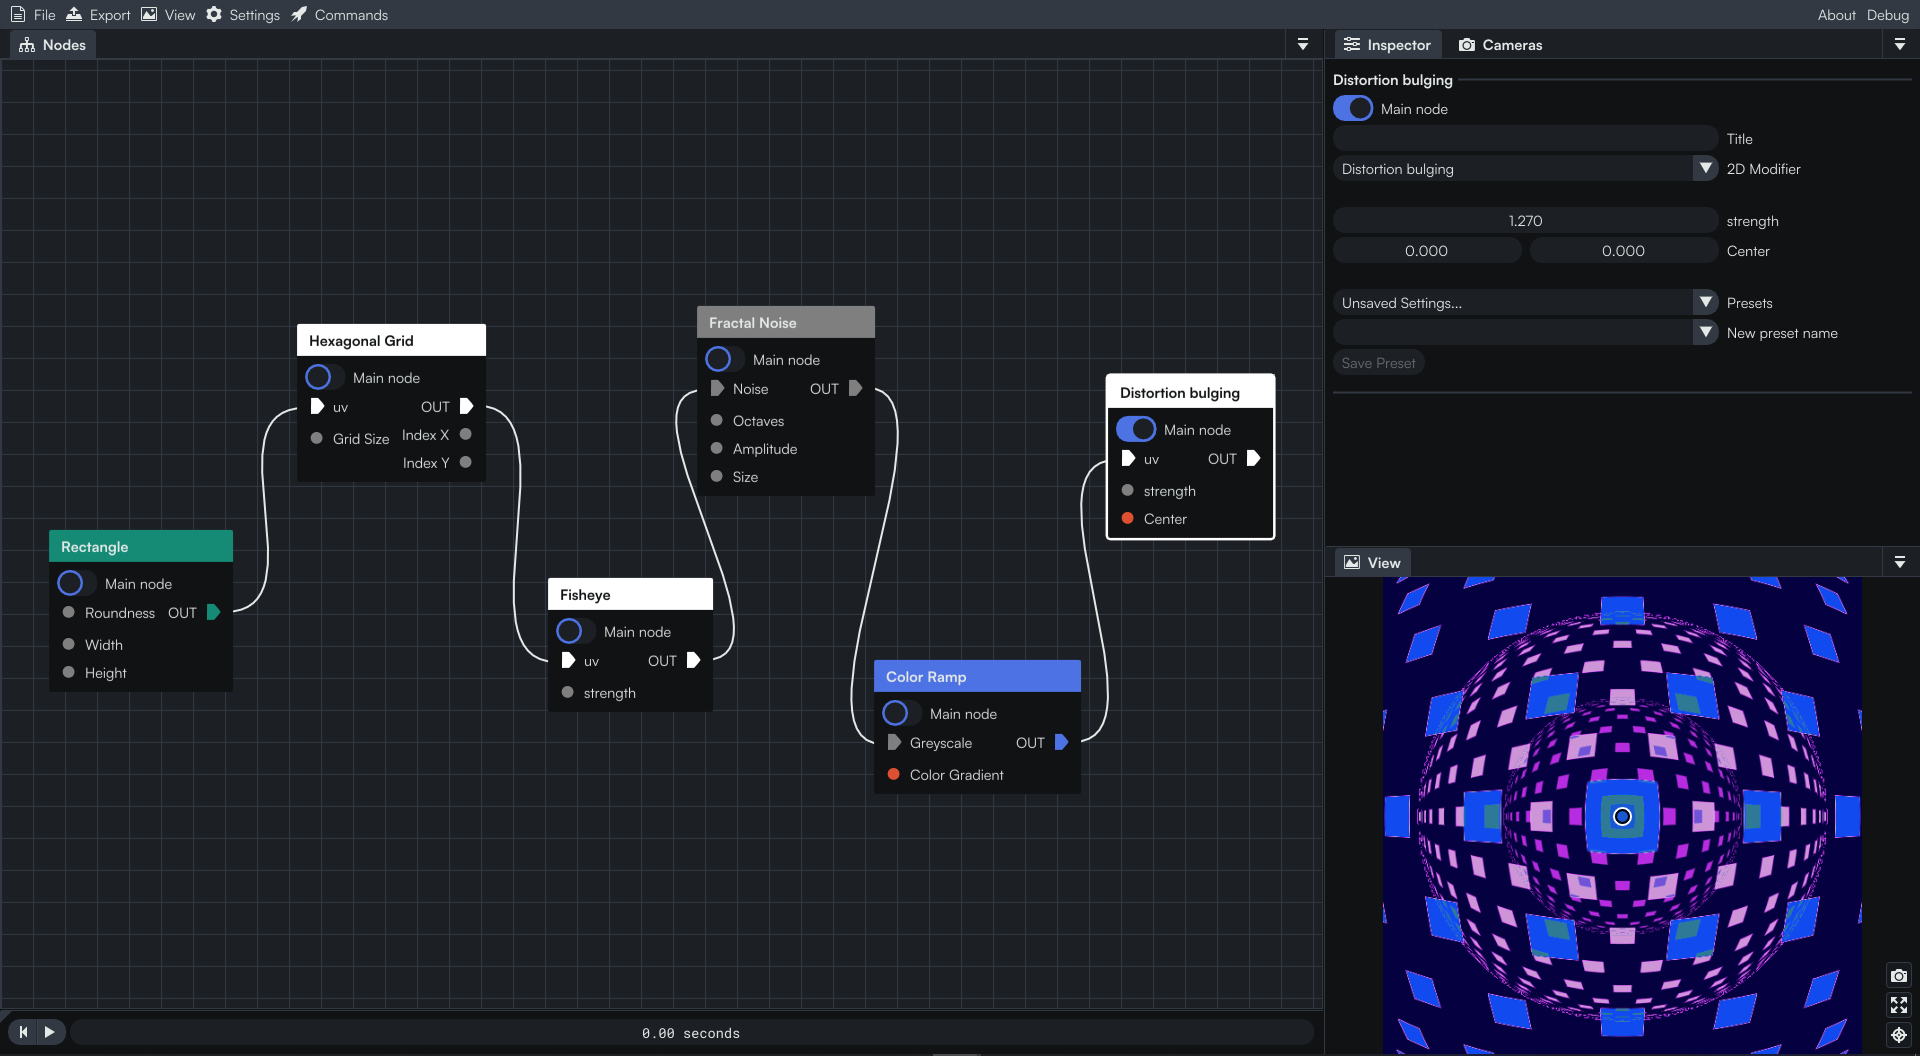 File Export View Settings Commands About Debug
Nodes
Inspector Cameras
Distortion bulging
Main node
Title
Distortion bulging 2D Modifier
1.270 strength
0.000 0.000 Center
Unsaved Settings... Presets
New preset name
Save Preset
Hexagonal Grid
Main node
uv OUT
Grid Size Index X
Index Y
Fractal Noise
Main node
Noise OUT
Octaves
Amplitude
Size
Distortion bulging
Main node
uv OUT
strength
Center
Rectangle
Main node
Roundness OUT
Width
Height
Fisheye
Main node
uv OUT
strength
Color Ramp
Main node
Greyscale OUT
Color Gradient
View
0.00 seconds